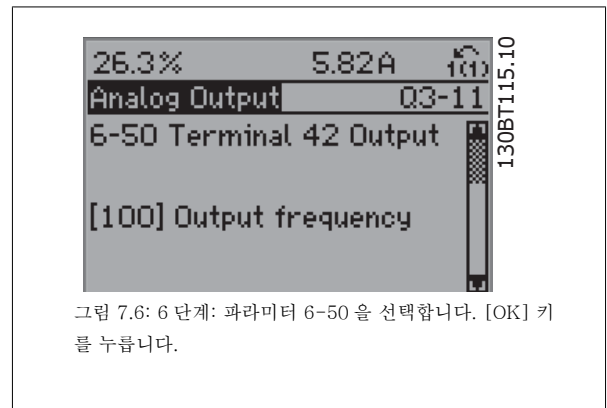 26.3% 5.82A 1(1)
Analog Output Q3-11
6-50 Terminal 42 Output
[100] Output frequency
130BT115.10
그림 7.6: 6 단계: 파라미터 6-50 을 선택합니다. [OK] 키
를 누릅니다.